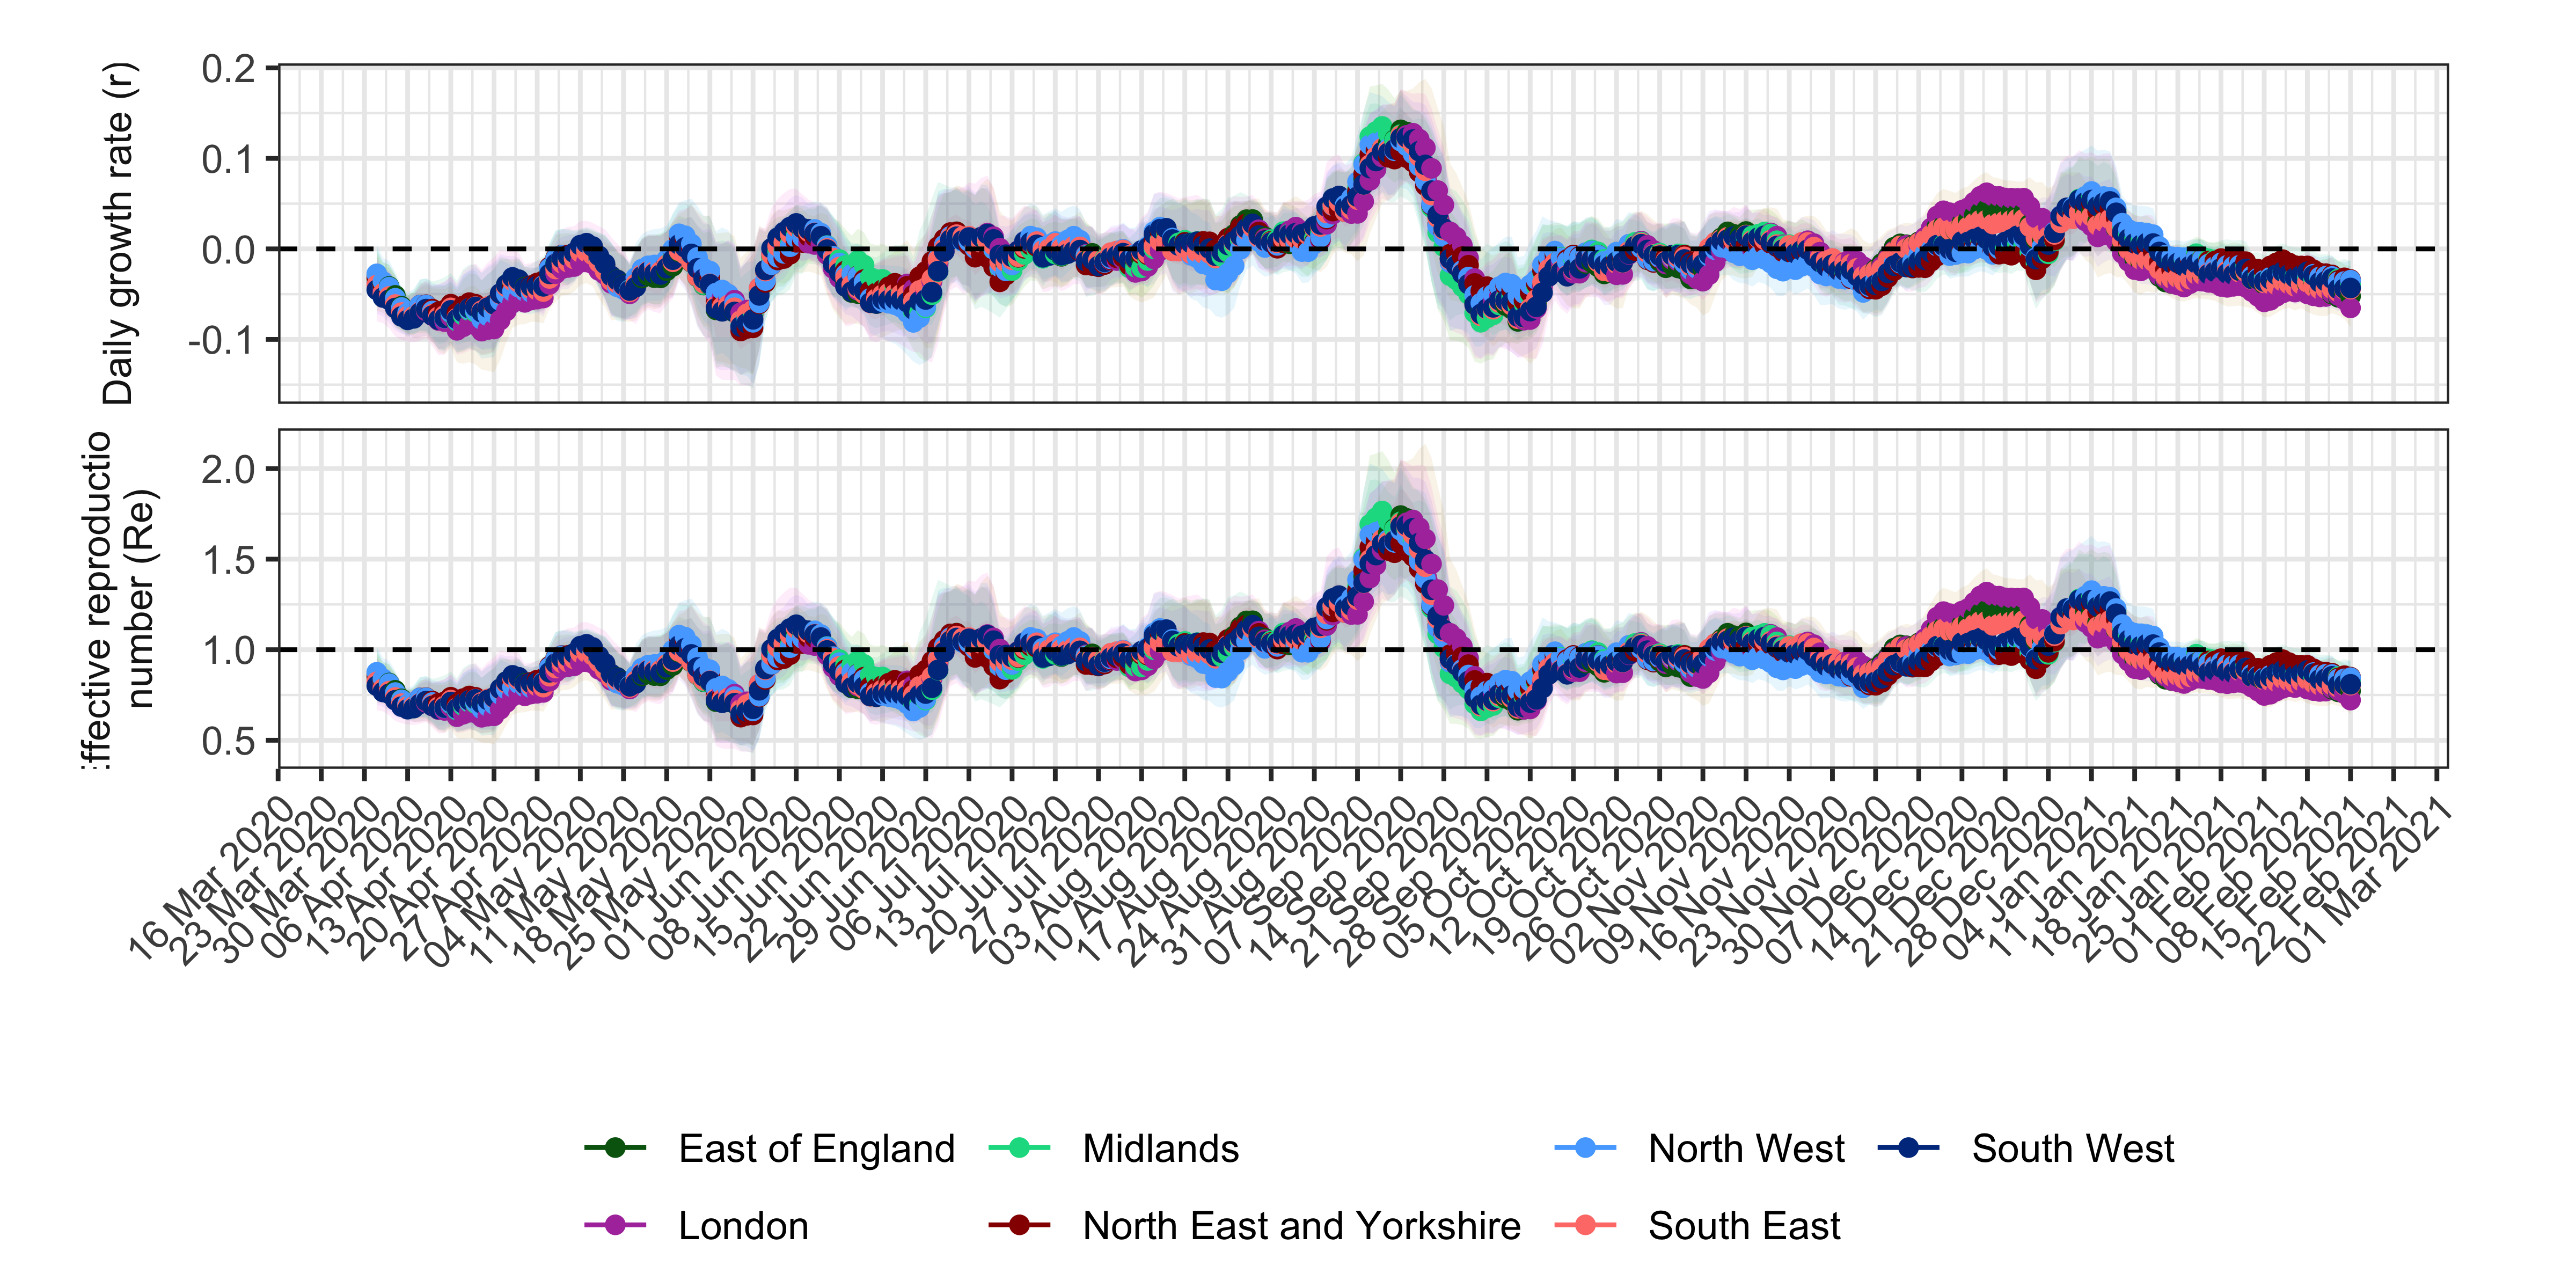 Daily growth rate (r)
0.2
0.1
0.0
-0.1
ffective reproductio
number (Re)
2.0
1.5
1.0
0.5
16 Mar 2020
23 Mar 2020
30 Mar 2020
06 Apr 2020
13 Apr 2020
20 Apr 2020
27 Apr 2020
04 May 2020
11 May 2020
18 May 2020
25 May 2020
01 Jun 2020
08 Jun 2020
15 Jun 2020
22 Jun 2020
29 Jun 2020
06 Jul 2020
13 Jul 2020
20 Jul 2020
27 Jul 2020
03 Aug 2020
10 Aug 2020
17 Aug 2020
24 Aug 2020
31 Aug 2020
07 Sep 2020
14 Sep 2020
21 Sep 2020
28 Sep 2020
05 Oct 2020
12 Oct 2020
19 Oct 2020
26 Oct 2020
02 Nov 2020
09 Nov 2020
16 Nov 2020
23 Nov 2020
30 Nov 2020
07 Dec 2020
14 Dec 2020
21 Dec 2020
28 Dec 2020
04 Jan 2021
11 Jan 2021
18 Jan 2021
25 Jan 2021
01 Feb 2021
08 Feb 2021
15 Feb 2021
22 Feb 2021
01 Mar 2021
East of England
Midlands
North West
South West
London
North East and Yorkshire
South East